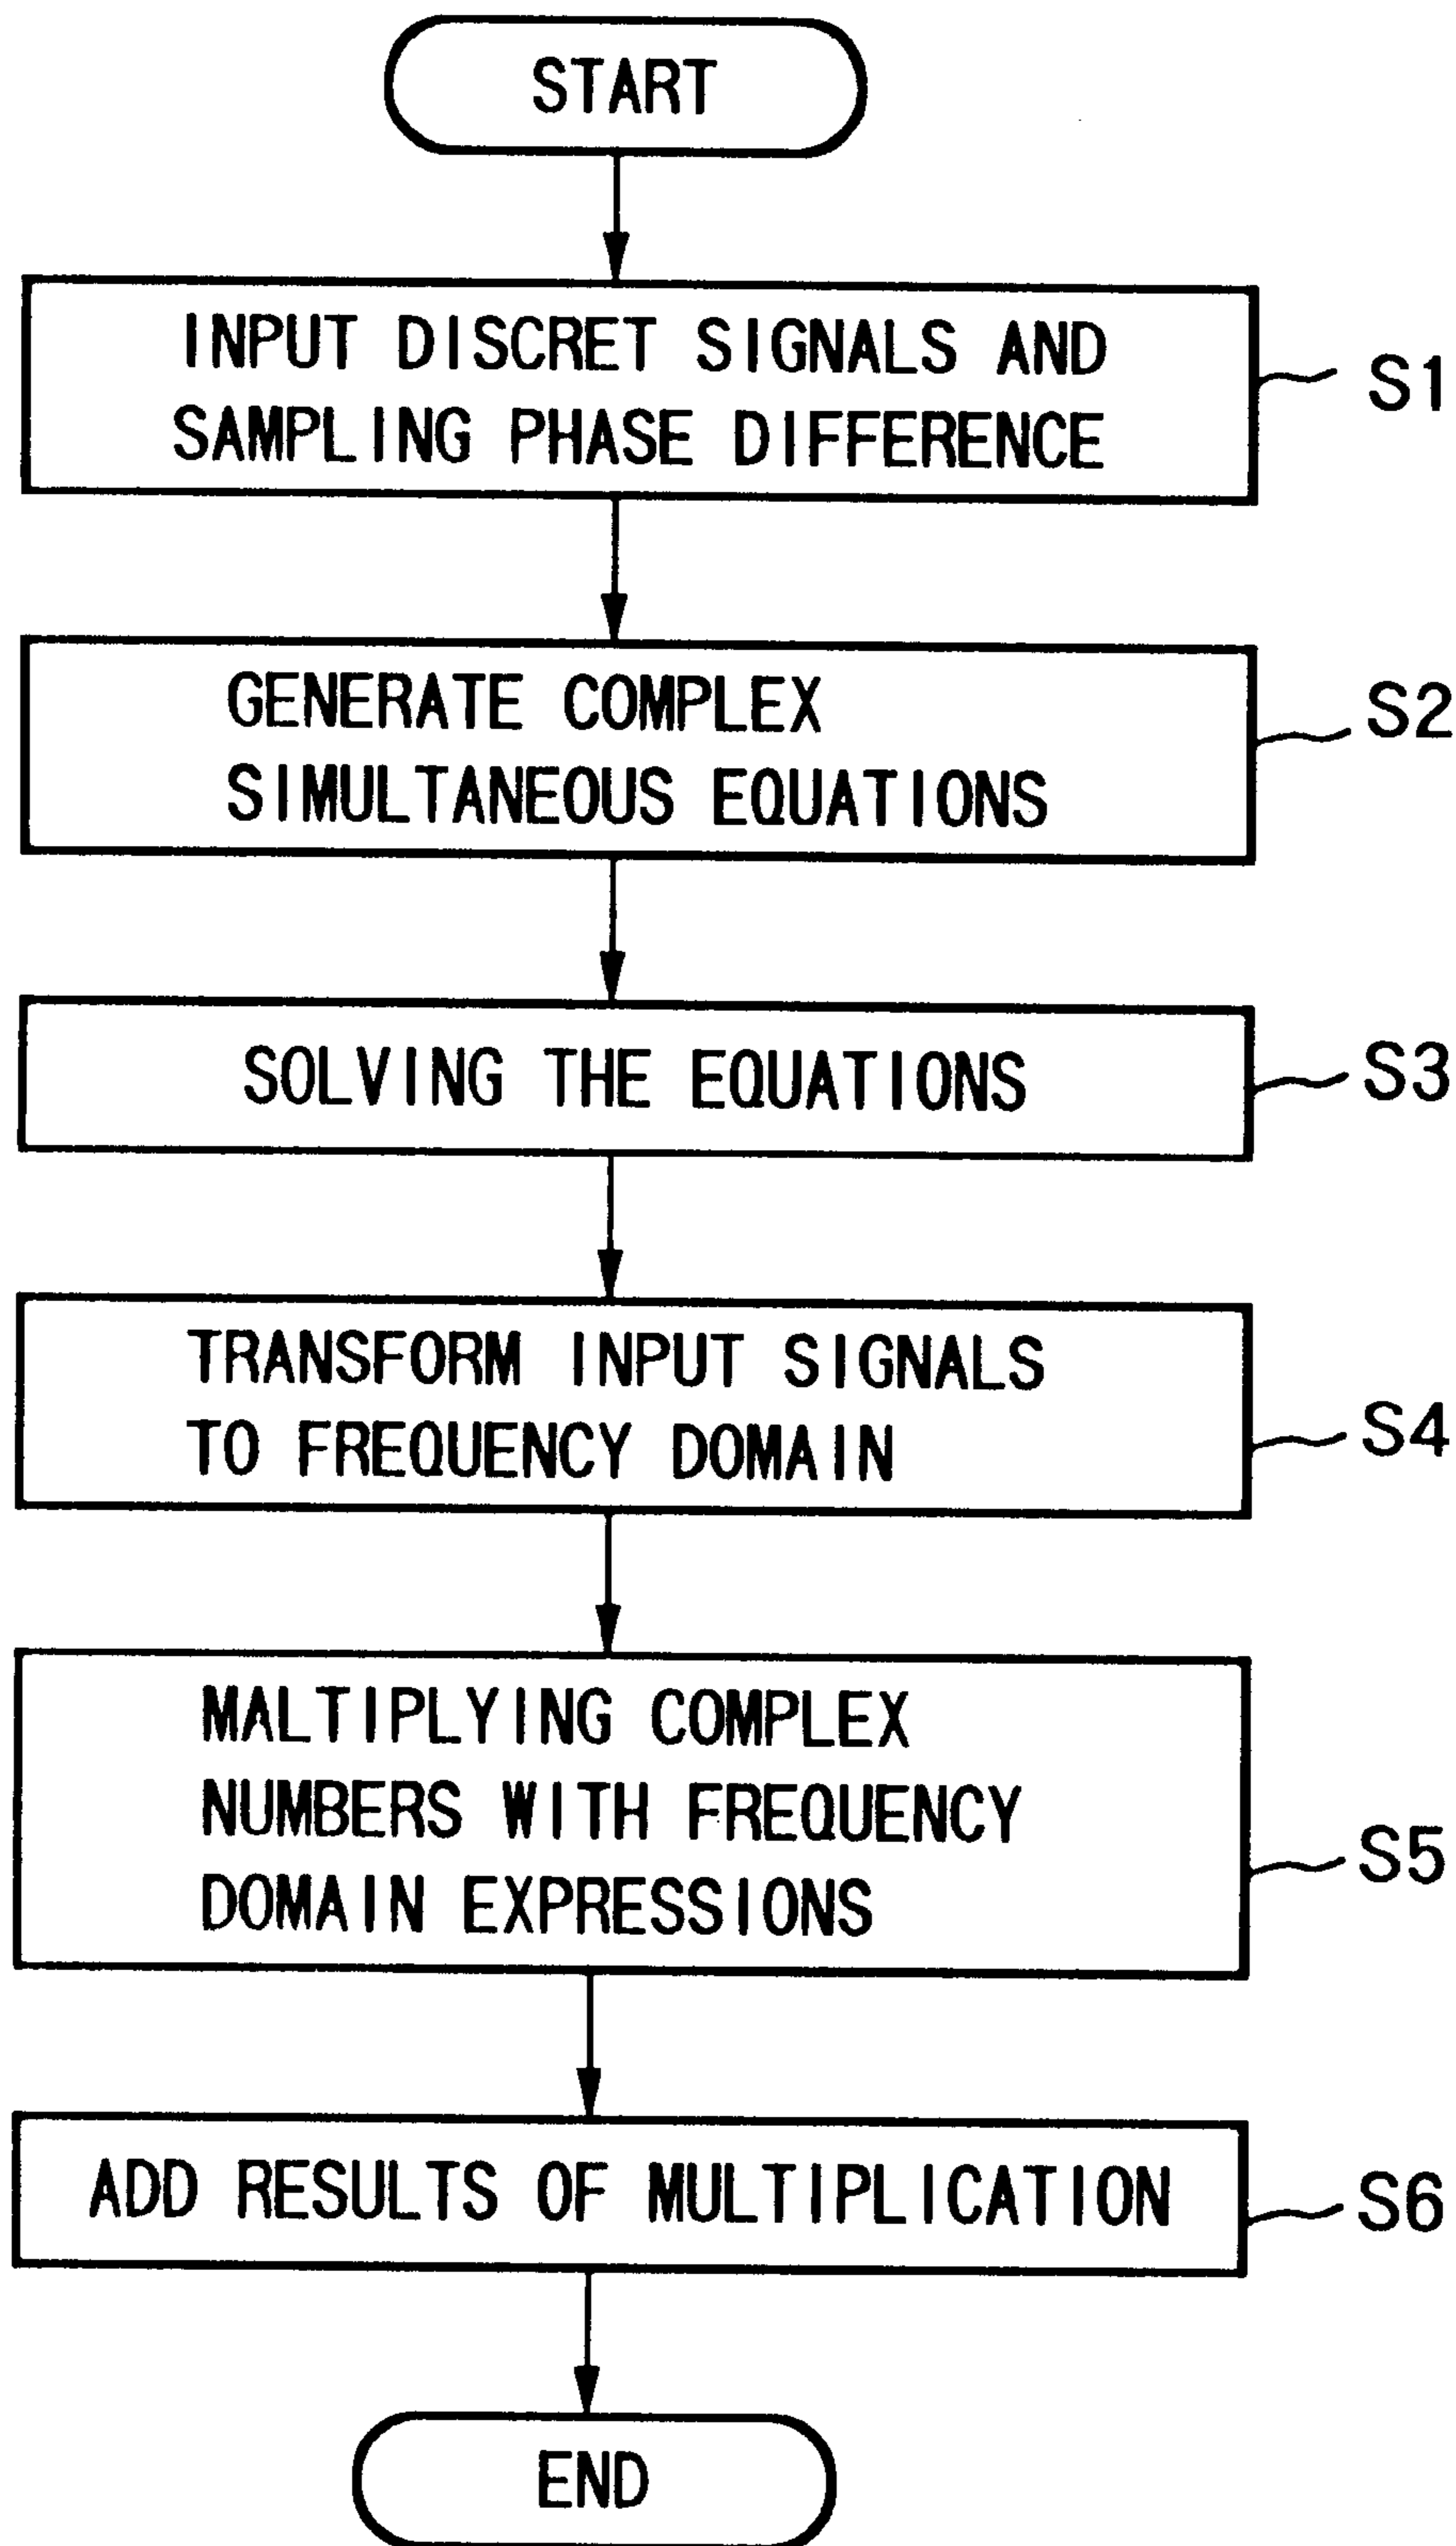 START
INPUT DISCRET SIGNALS AND
SAMPLING PHASE DIFFERENCE
S1
GENERATE COMPLEX
SIMULTANEOUS EQUATIONS
S2
SOLVING THE EQUATIONS
S3
TRANSFORM INPUT SIGNALS
TO FREQUENCY DOMAIN
S4
MALTIPLYING COMPLEX
NUMBERS WITH FREQUENCY
DOMAIN EXPRESSIONS
S5
ADD RESULTS OF MULTIPLICATION
S6
END